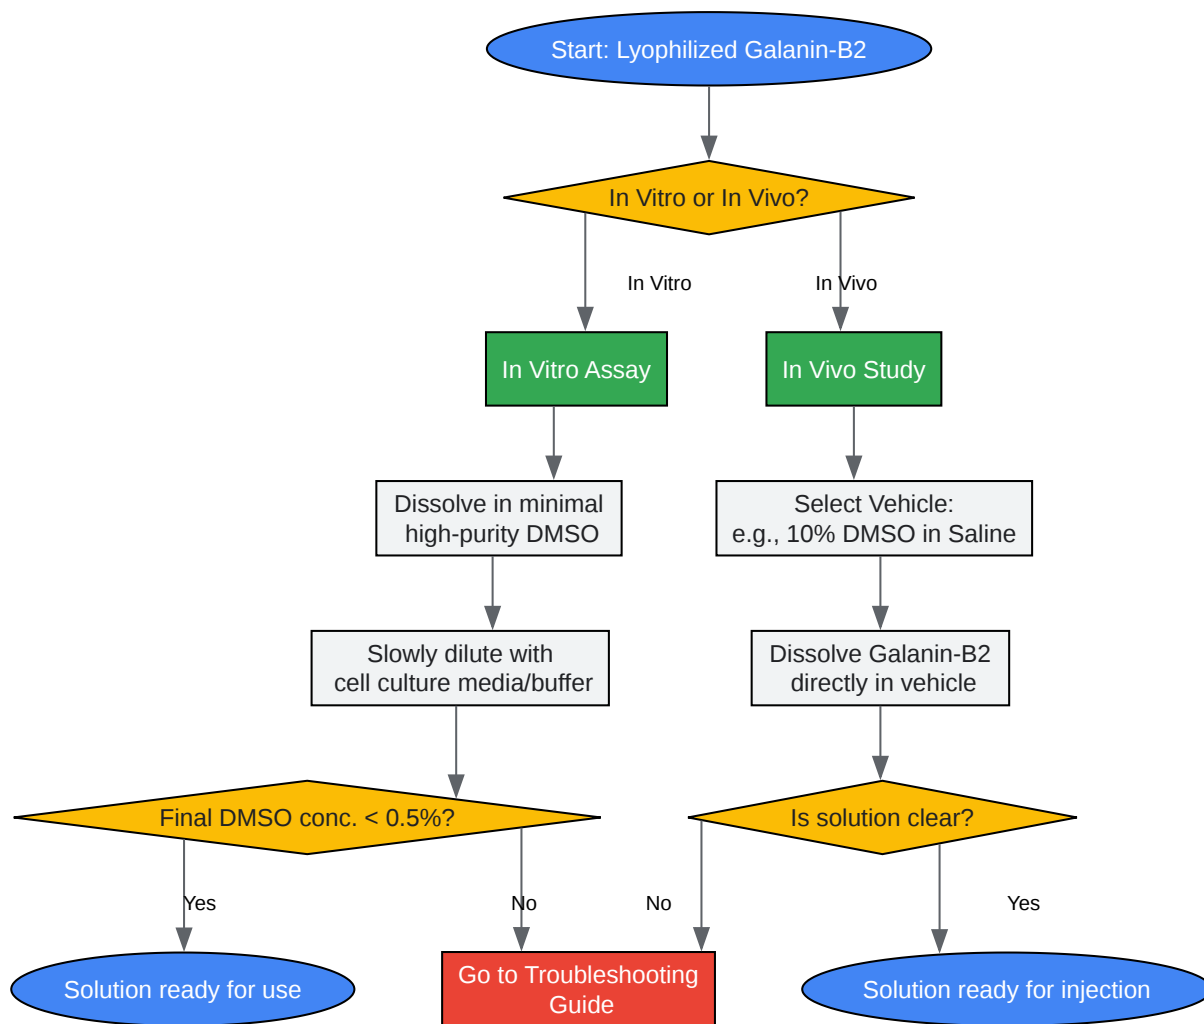 Start: Lyophilized Galanin-B2
In Vitro or In Vivo?
In Vitro
In Vivo
In Vitro Assay
In Vivo Study
Dissolve in minimal
high-purity DMSO
Select Vehicle:
e.g., 10% DMSO in Saline
Slowly dilute with
cell culture media/buffer
Dissolve Galanin-B2
directly in vehicle
Final DMSO conc. < 0.5%?
Is solution clear?
Yes
No
No
Yes
Solution ready for use
Go to Troubleshooting
Guide
Solution ready for injection